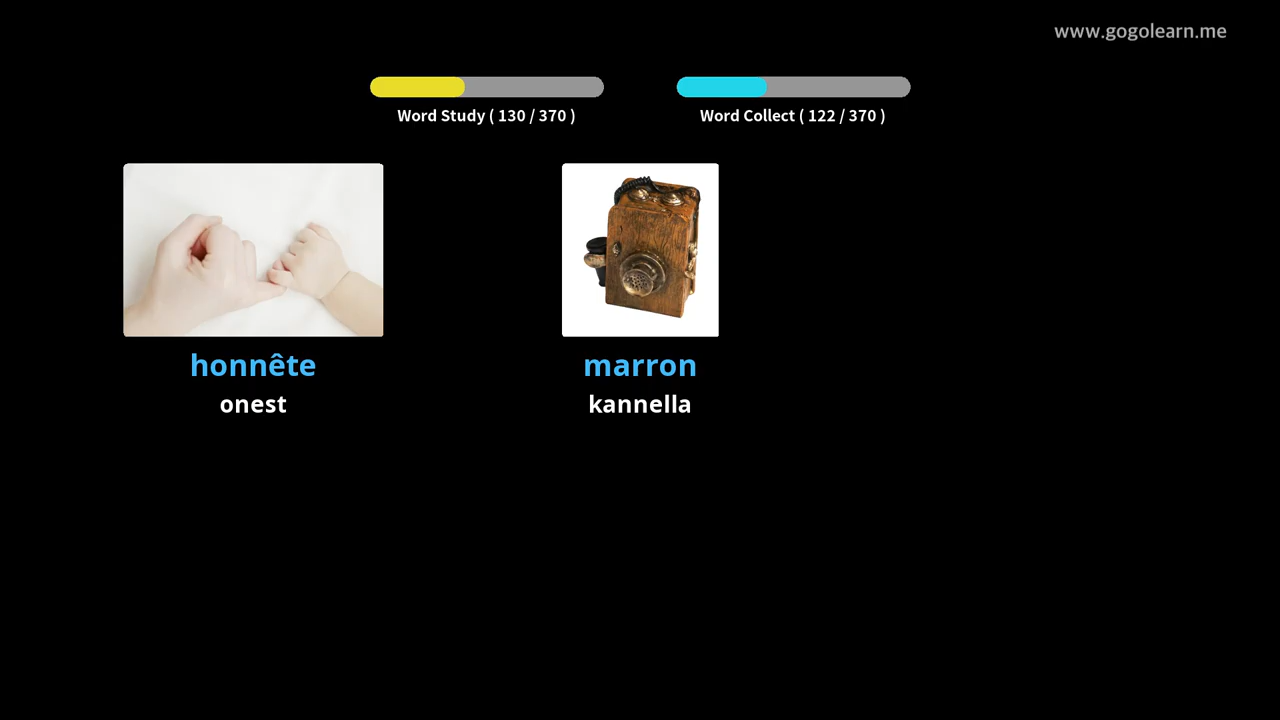 www.gogolearn.me
Word Study ( 130 / 370 )
Word Collect ( 122 / 370 )
honnête
onest
marron
kannella